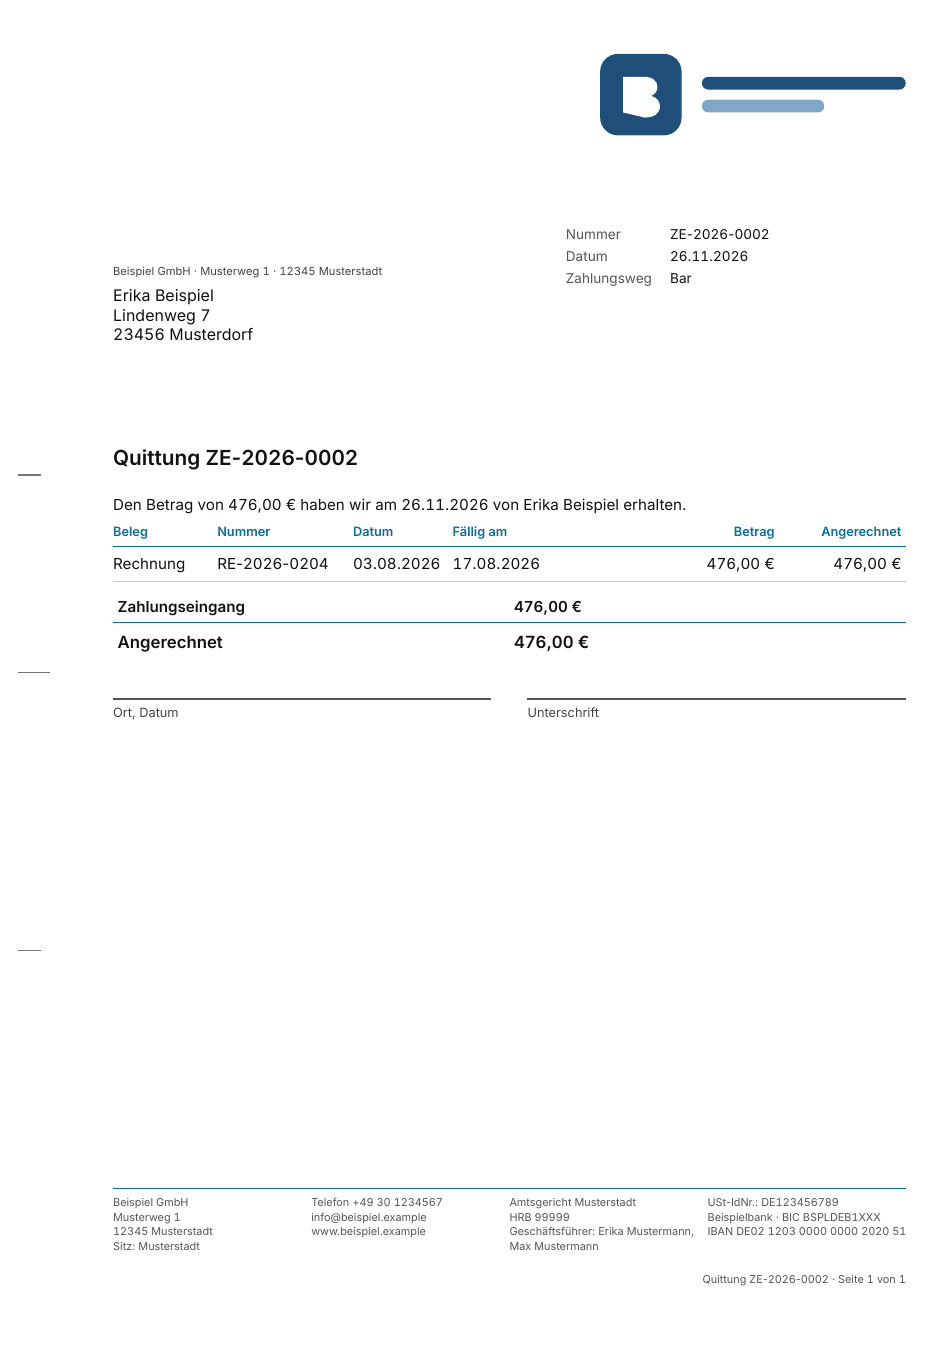 B
Nummer ZE-2026-0002
Datum 26.11.2026
Zahlungsweg Bar
Beispiel GmbH · Musterweg 1 · 12345 Musterstadt
Erika Beispiel
Lindenweg 7
23456 Musterdorf
Quittung ZE-2026-0002
Den Betrag von 476,00 € haben wir am 26.11.2026 von Erika Beispiel erhalten.
Beleg Nummer Datum Fällig am Betrag Angerechnet
Rechnung RE-2026-0204 03.08.2026 17.08.2026 476,00 € 476,00 €
Zahlungseingang 476,00 €
Angerechnet 476,00 €
Ort, Datum Unterschrift
Beispiel GmbH Telefon +49 30 1234567 Amtsgericht Musterstadt USt-IdNr.: DE123456789
Musterweg 1 info@beispiel.example HRB 99999 Beispielbank · BIC BSPLDEB1XXX
12345 Musterstadt www.beispiel.example Geschäftsführer: Erika Mustermann, IBAN DE02 1203 0000 0000 2020 51
Sitz: Musterstadt Max Mustermann
Quittung ZE-2026-0002 · Seite 1 von 1